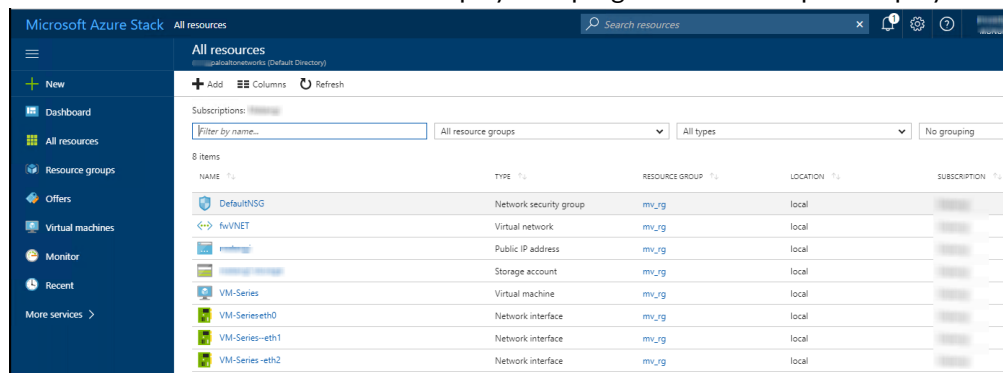 Microsoft Azure Stack All resources Search resources 1
All resources
paloaltonetworks (Default Directory)
New
Add Columns Refresh
Dashboard
Subscriptions:
All resources
Filter by name... All resource groups All types No grouping
8 items
Resource groups
NAME TYPE RESOURCE GROUP LOCATION SUBSCRIPTION
Offers
DefaultNSG Network security group mv_rg local
Virtual machines
fwVNET Virtual network mv_rg local
Public IP address mv_rg local
Monitor
Storage account mv_rg local
Recent
VM-Series Virtual machine mv_rg local
More services >
VM-Serieseth0 Network interface mv_rg local
VM-Series--eth1 Network interface mv_rg local
VM-Series -eth2 Network interface mv_rg local